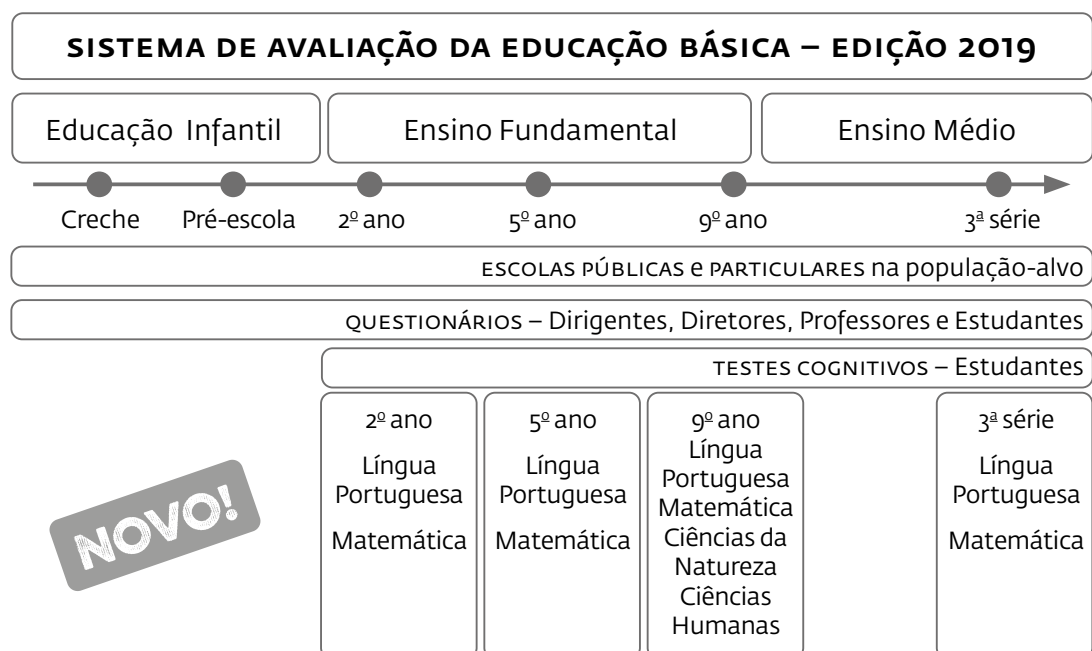 SISTEMA DE AVALIAÇÃO DA EDUCAÇÃO BÁSICA – EDIÇÃO 2019
Educação Infantil
Ensino Fundamental
Ensino Médio
Creche
Pré-escola
2º ano
5º ano
9º ano
3ª série
ESCOLAS PÚBLICAS e PARTICULARES na população-alvo
QUESTIONÁRIOS – Dirigentes, Diretores, Professores e Estudantes
TESTES COGNITIVOS – Estudantes
NOVO!
2º ano
Língua
Portuguesa
Matemática
5º ano
Língua
Portuguesa
Matemática
9º ano
Língua
Portuguesa
Matemática
Ciências da
Natureza
Ciências
Humanas
3ª série
Língua
Portuguesa
Matemática